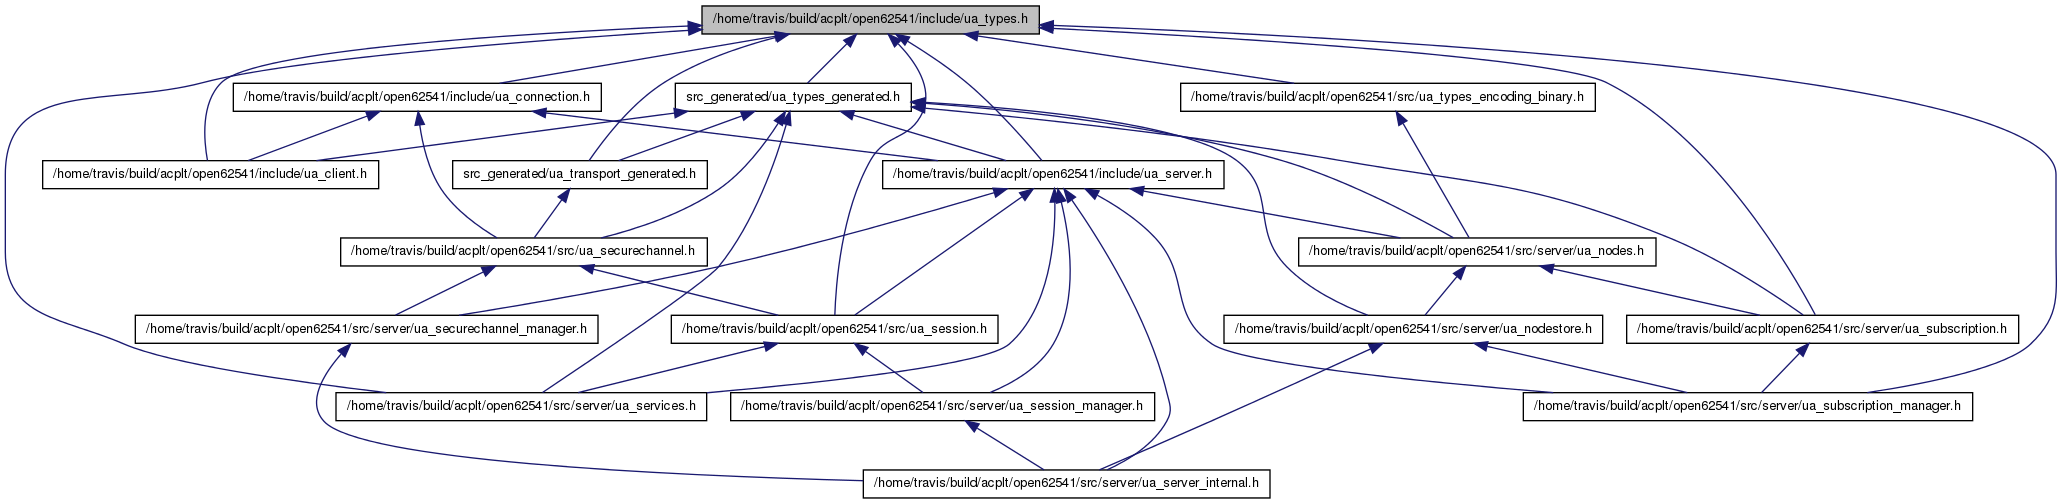 /home/travis/build/acplt/open62541/include/ua_types.h
/home/travis/build/acplt/open62541/include/ua_connection.h
src_generated/ua_types_generated.h
/home/travis/build/acplt/open62541/src/ua_types_encoding_binary.h
/home/travis/build/acplt/open62541/include/ua_client.h
src_generated/ua_transport_generated.h
/home/travis/build/acplt/open62541/include/ua_server.h
/home/travis/build/acplt/open62541/src/ua_securechannel.h
/home/travis/build/acplt/open62541/src/server/ua_nodes.h
/home/travis/build/acplt/open62541/src/server/ua_securechannel_manager.h
/home/travis/build/acplt/open62541/src/ua_session.h
/home/travis/build/acplt/open62541/src/server/ua_nodestore.h
/home/travis/build/acplt/open62541/src/server/ua_subscription.h
/home/travis/build/acplt/open62541/src/server/ua_services.h
/home/travis/build/acplt/open62541/src/server/ua_session_manager.h
/home/travis/build/acplt/open62541/src/server/ua_subscription_manager.h
/home/travis/build/acplt/open62541/src/server/ua_server_internal.h